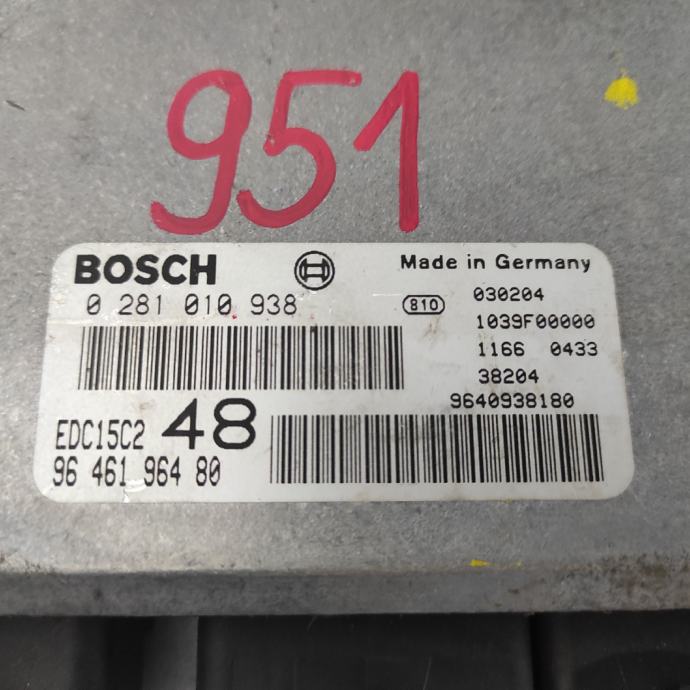 951
BOSCH
Made in Germany
0 281 010 938
810
030204
1039F00000
1166 0433
38204
9640938180
EDC15C2 48
96 461 964 80